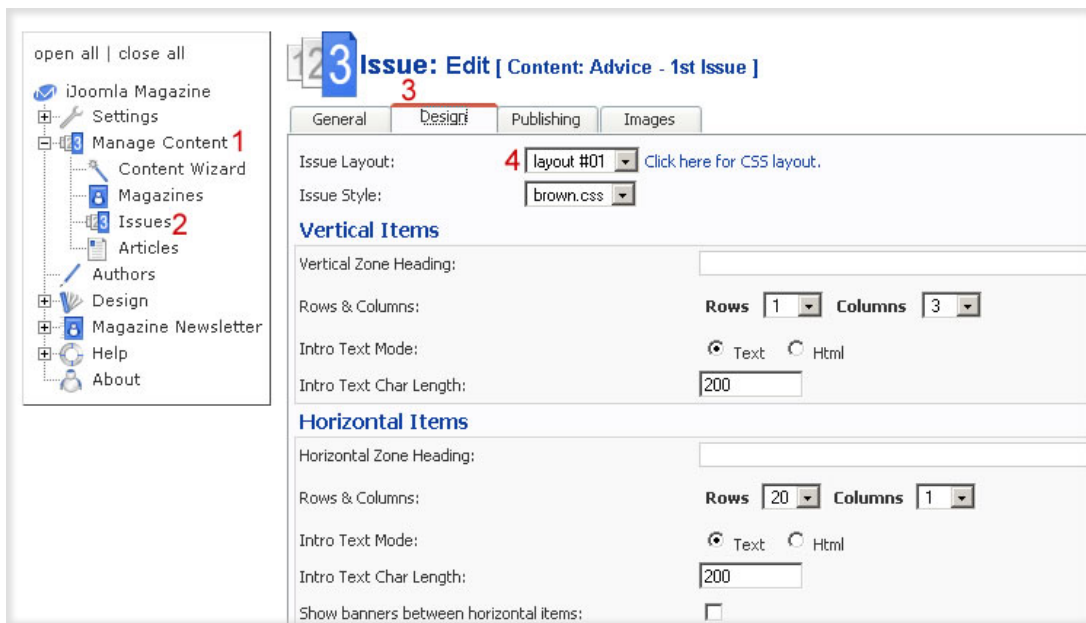 open all | close all
iJoomla Magazine
Settings
Manage Content 1
Content Wizard
Magazines
Issues 2
Articles
Authors
Design
Magazine Newsletter
Help
About
123 Issue: Edit [ Content: Advice - 1st Issue ]
3
General Design Publishing Images
Issue Layout: 4 layout #01 Click here for CSS layout.
Issue Style: brown.css
Vertical Items
Vertical Zone Heading:
Rows & Columns: Rows 1 Columns 3
Intro Text Mode: Text Html
Intro Text Char Length: 200
Horizontal Items
Horizontal Zone Heading:
Rows & Columns: Rows 20 Columns 1
Intro Text Mode: Text Html
Intro Text Char Length: 200
Show banners between horizontal items: